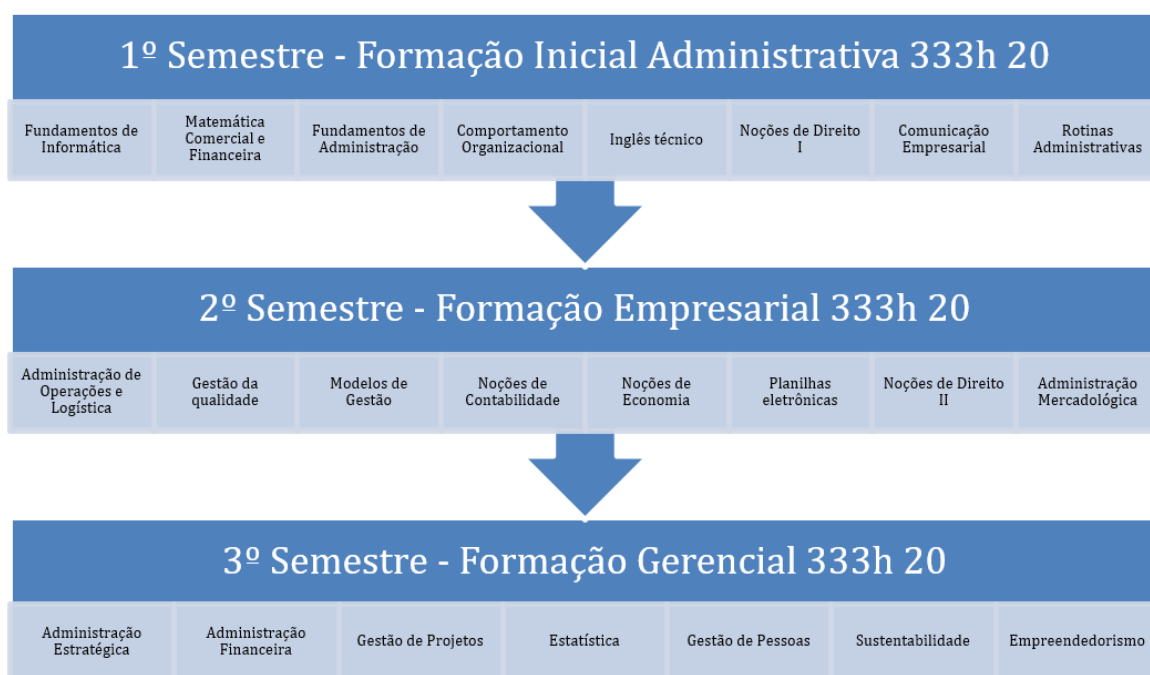 1º Semestre - Formação Inicial Administrativa 333h 20
Fundamentos de
Informática
Matemática
Comercial e
Financeira
Fundamentos de
Administração
Comportamento
Organizacional
Inglês técnico
Noções de Direito
I
Comunicação
Empresarial
Rotinas
Administrativas
2º Semestre - Formação Empresarial 333h 20
Administração de
Operações e
Logística
Gestão da
qualidade
Modelos de
Gestão
Noções de
Contabilidade
Noções de
Economia
Planilhas
eletrônicas
Noções de Direito
II
Administração
Mercadológica
3º Semestre - Formação Gerencial 333h 20
Administração
Estratégica
Administração
Financeira
Gestão de Projetos
Estatística
Gestão de Pessoas
Sustentabilidade
Empreendedorismo